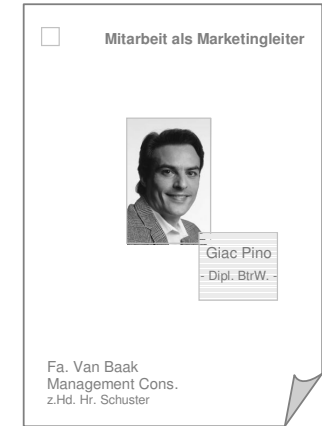 Mitarbeit als Marketingleiter
Giac Pino
- Dipl. BtrW. -
Fa. Van Baak
Management Cons.
z.Hd. Hr. Schuster